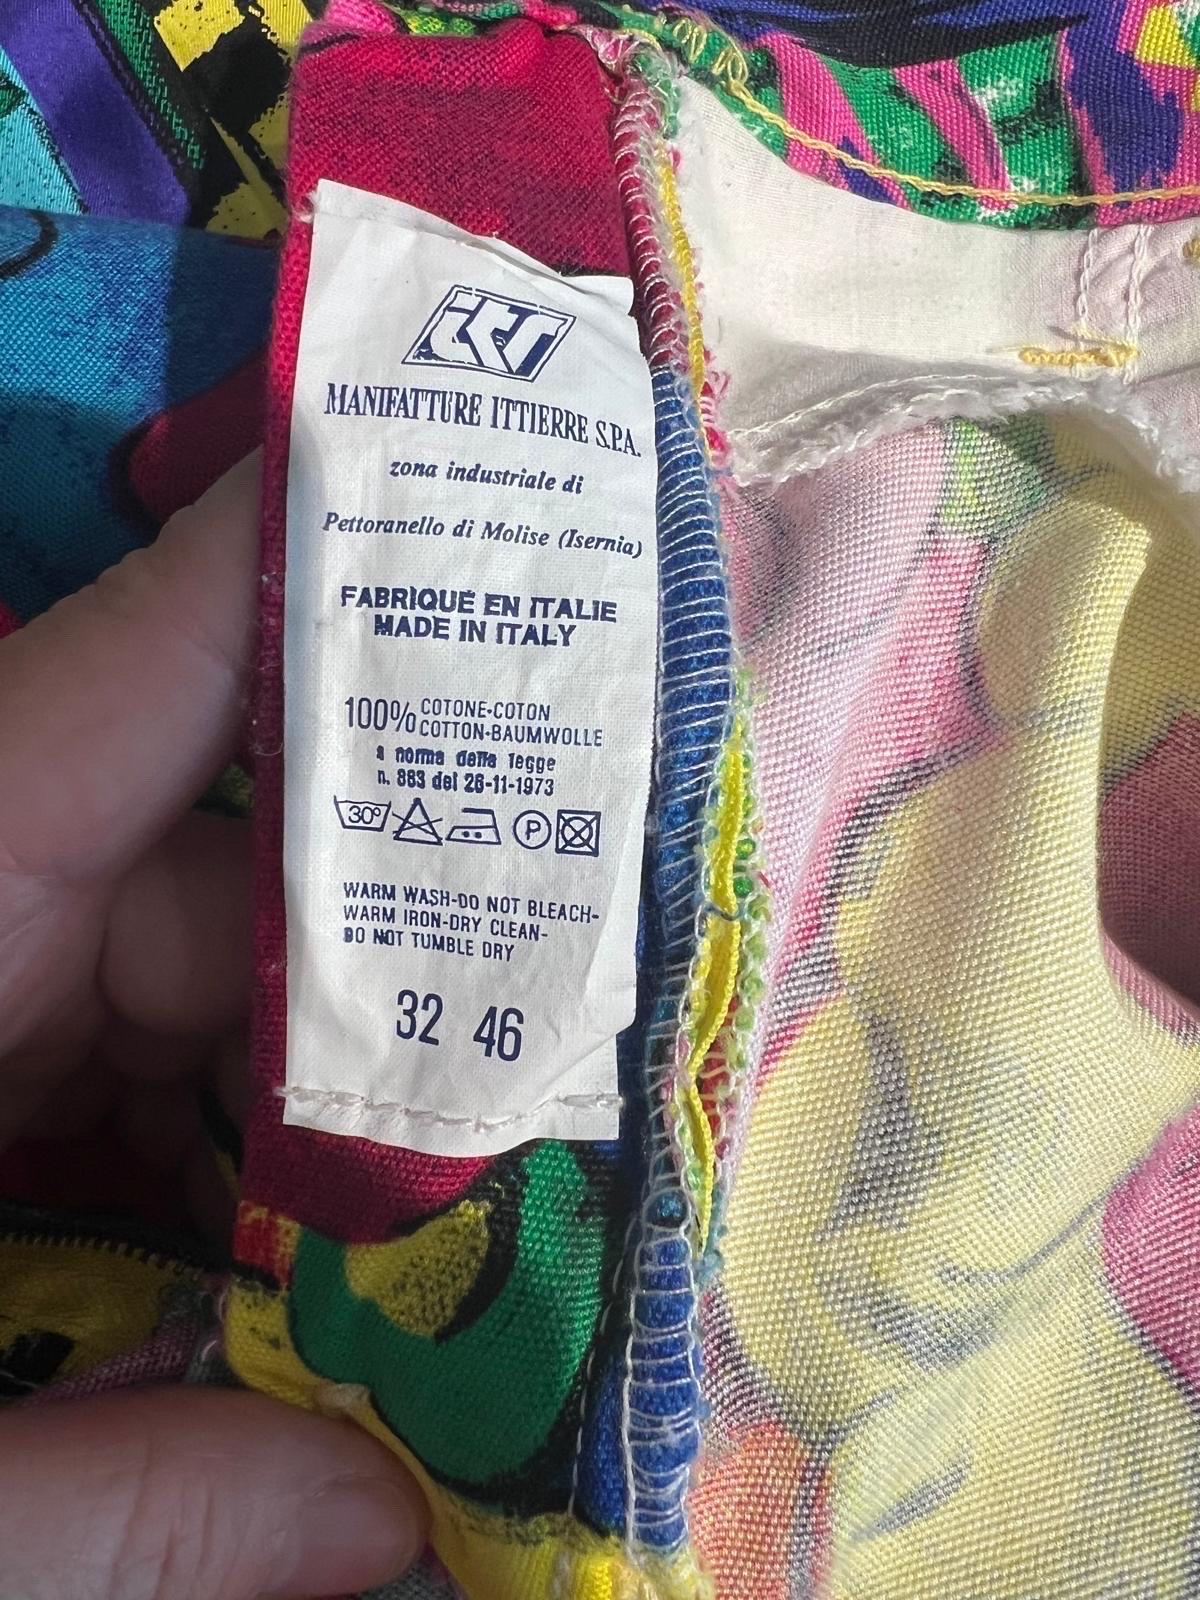 ITI
MANIFATTURE ITTIERRE S.P.A.
zona industriale di
Pettoranello di Molise (Isernia)
FABRIQUÉ EN ITALIE
MADE IN ITALY
100% COTONE-COTON
COTTON-BAUMWOLLE
a norma della legge
n. 883 del 26-11-1973
30° P
WARM WASH-DO NOT BLEACH-
WARM IRON-DRY CLEAN-
DO NOT TUMBLE DRY
32 46